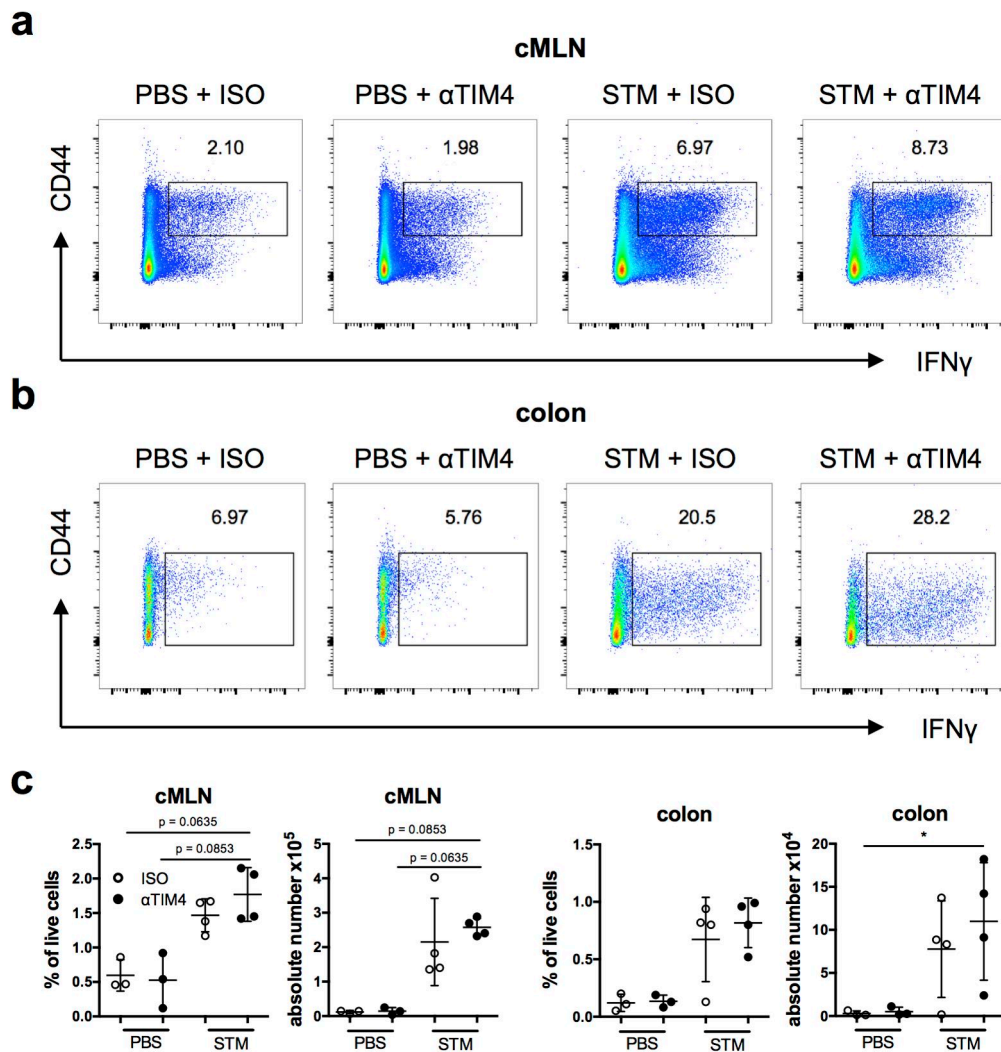 a
cMLN
PBS + ISO PBS + αTIM4 STM + ISO STM + αTIM4
2.10 1.98 6.97 8.73
CD44
IFNγ
b
colon
PBS + ISO PBS + αTIM4 STM + ISO STM + αTIM4
6.97 5.76 20.5 28.2
CD44
IFNγ
c
cMLN
p = 0.0635
p = 0.0853
% of live cells
2.5
2.0
1.5
1.0
0.5
0.0
ISO
αTIM4
PBS STM
cMLN
p = 0.0853
p = 0.0635
absolute number x10⁵
5
4
3
2
1
0
PBS STM
colon
% of live cells
1.5
1.0
0.5
0.0
PBS STM
colon
*
absolute number x10⁴
20
15
10
5
0
PBS STM